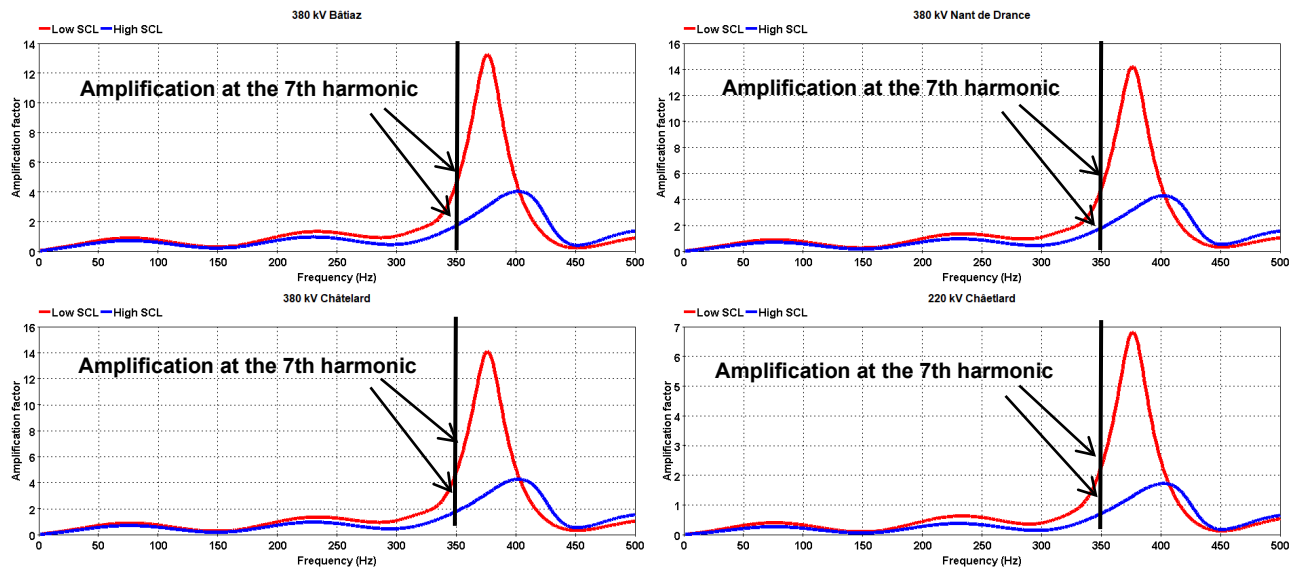 380 kV Bâtiaz
Low SCL High SCL
Amplification factor
14
12
10
8
6
4
2
0
Amplification at the 7th harmonic
0 50 100 150 200 250 300 350 400 450 500
Frequency (Hz)
380 kV Nant de Drance
Low SCL High SCL
Amplification factor
16
14
12
10
8
6
4
2
0
Amplification at the 7th harmonic
0 50 100 150 200 250 300 350 400 450 500
Frequency (Hz)
380 kV Châtelard
Low SCL High SCL
Amplification factor
16
14
12
10
8
6
4
2
0
Amplification at the 7th harmonic
0 50 100 150 200 250 300 350 400 450 500
Frequency (Hz)
220 kV Châetlard
Low SCL High SCL
Amplification factor
7
6
5
4
3
2
1
0
Amplification at the 7th harmonic
0 50 100 150 200 250 300 350 400 450 500
Frequency (Hz)